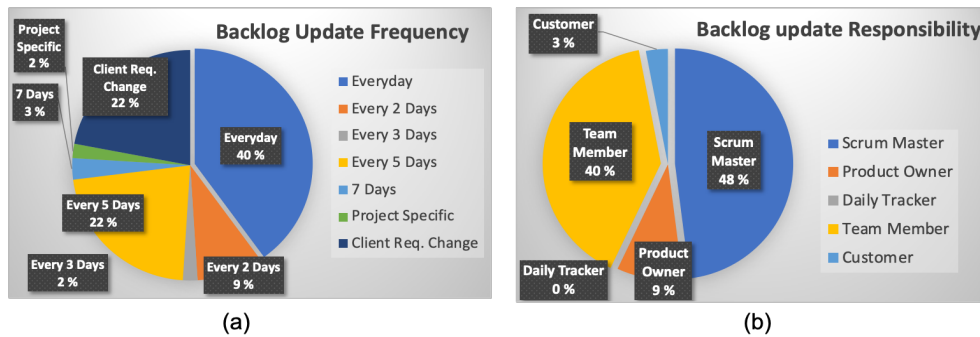 Backlog Update Frequency
Project
Specific
2 %
Client Req.
Change
22 %
7 Days
3 %
Everyday
40 %
Every 5 Days
22 %
Every 3 Days
2 %
Every 2 Days
9 %
Everyday
Every 2 Days
Every 3 Days
Every 5 Days
7 Days
Project Specific
Client Req. Change
(a)
Backlog update Responsibility
Customer
3 %
Team
Member
40 %
Scrum
Master
48 %
Daily Tracker
0 %
Product
Owner
9 %
Scrum Master
Product Owner
Daily Tracker
Team Member
Customer
(b)